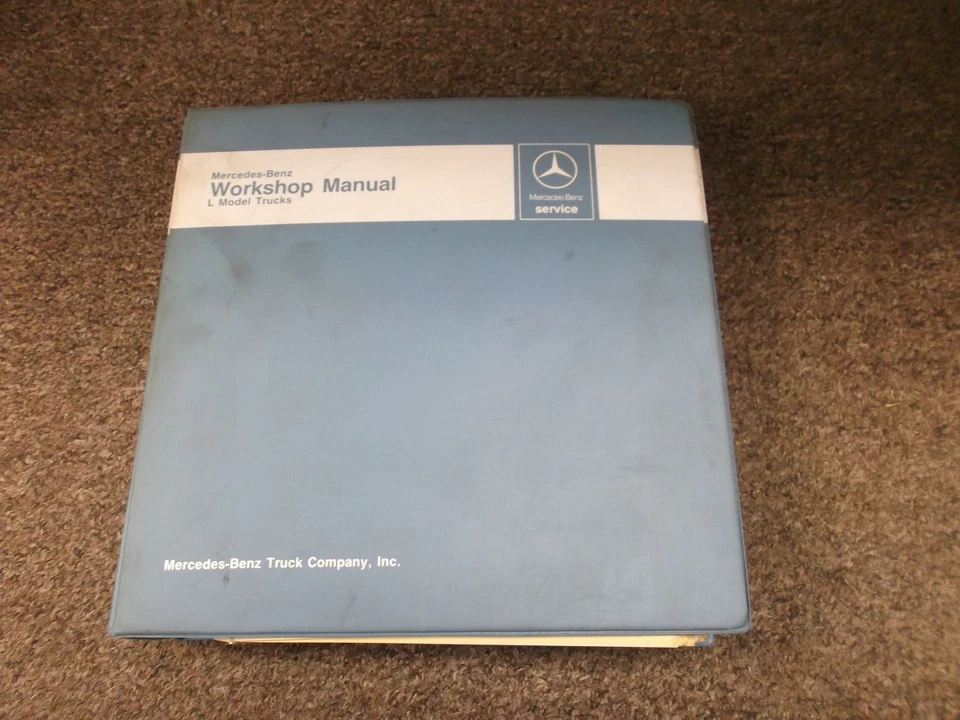 Mercedes-Benz
Workshop Manual
L Model Trucks
Mercedes-Benz
service
Mercedes-Benz Truck Company, Inc.